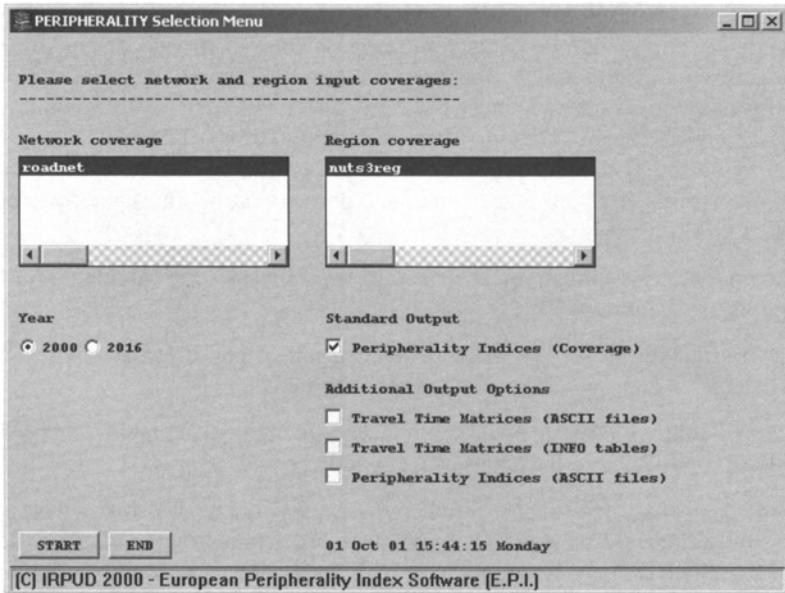 PERIPHERALITY Selection Menu
Please select network and region input coverages:
-------------------------------------------------
Network coverage
roadnet
Region coverage
nuts3reg
Year
2000 2016
Standard Output
Peripherality Indices (Coverage)
Additional Output Options
Travel Time Matrices (ASCII files)
Travel Time Matrices (INFO tables)
Peripherality Indices (ASCII files)
START END
01 Oct 01 15:44:15 Monday
(C) IRPUD 2000 - European Peripherality Index Software (E.P.I.)